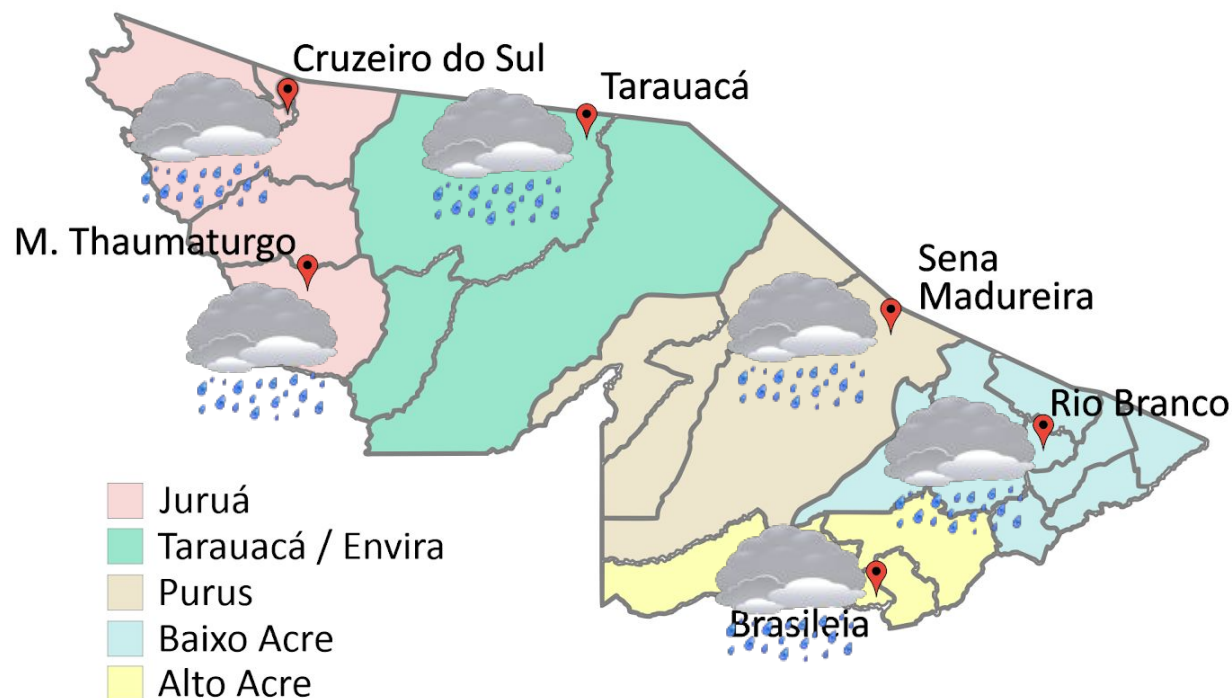 Cruzeiro do Sul
Tarauacá
M. Thaumaturgo
Sena
Madureira
Rio Branco
Brasileia
Juruá
Tarauacá / Envira
Purus
Baixo Acre
Alto Acre